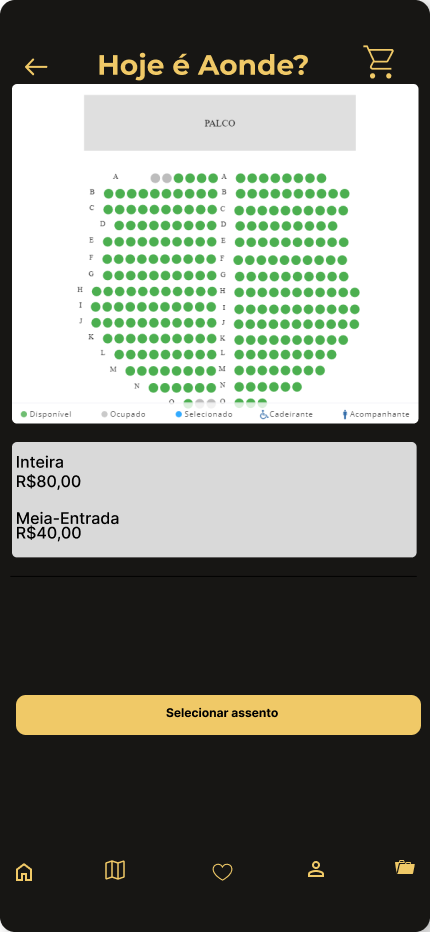 Hoje é Aonde?
PALCO
A A
B B
C C
D D
E E
F F
G G
H H
I I
J J
K K
L L
M M
N N
O O
Disponível Ocupado Selecionado Cadeirante Acompanhante
Inteira
R$80,00
Meia-Entrada
R$40,00
Selecionar assento